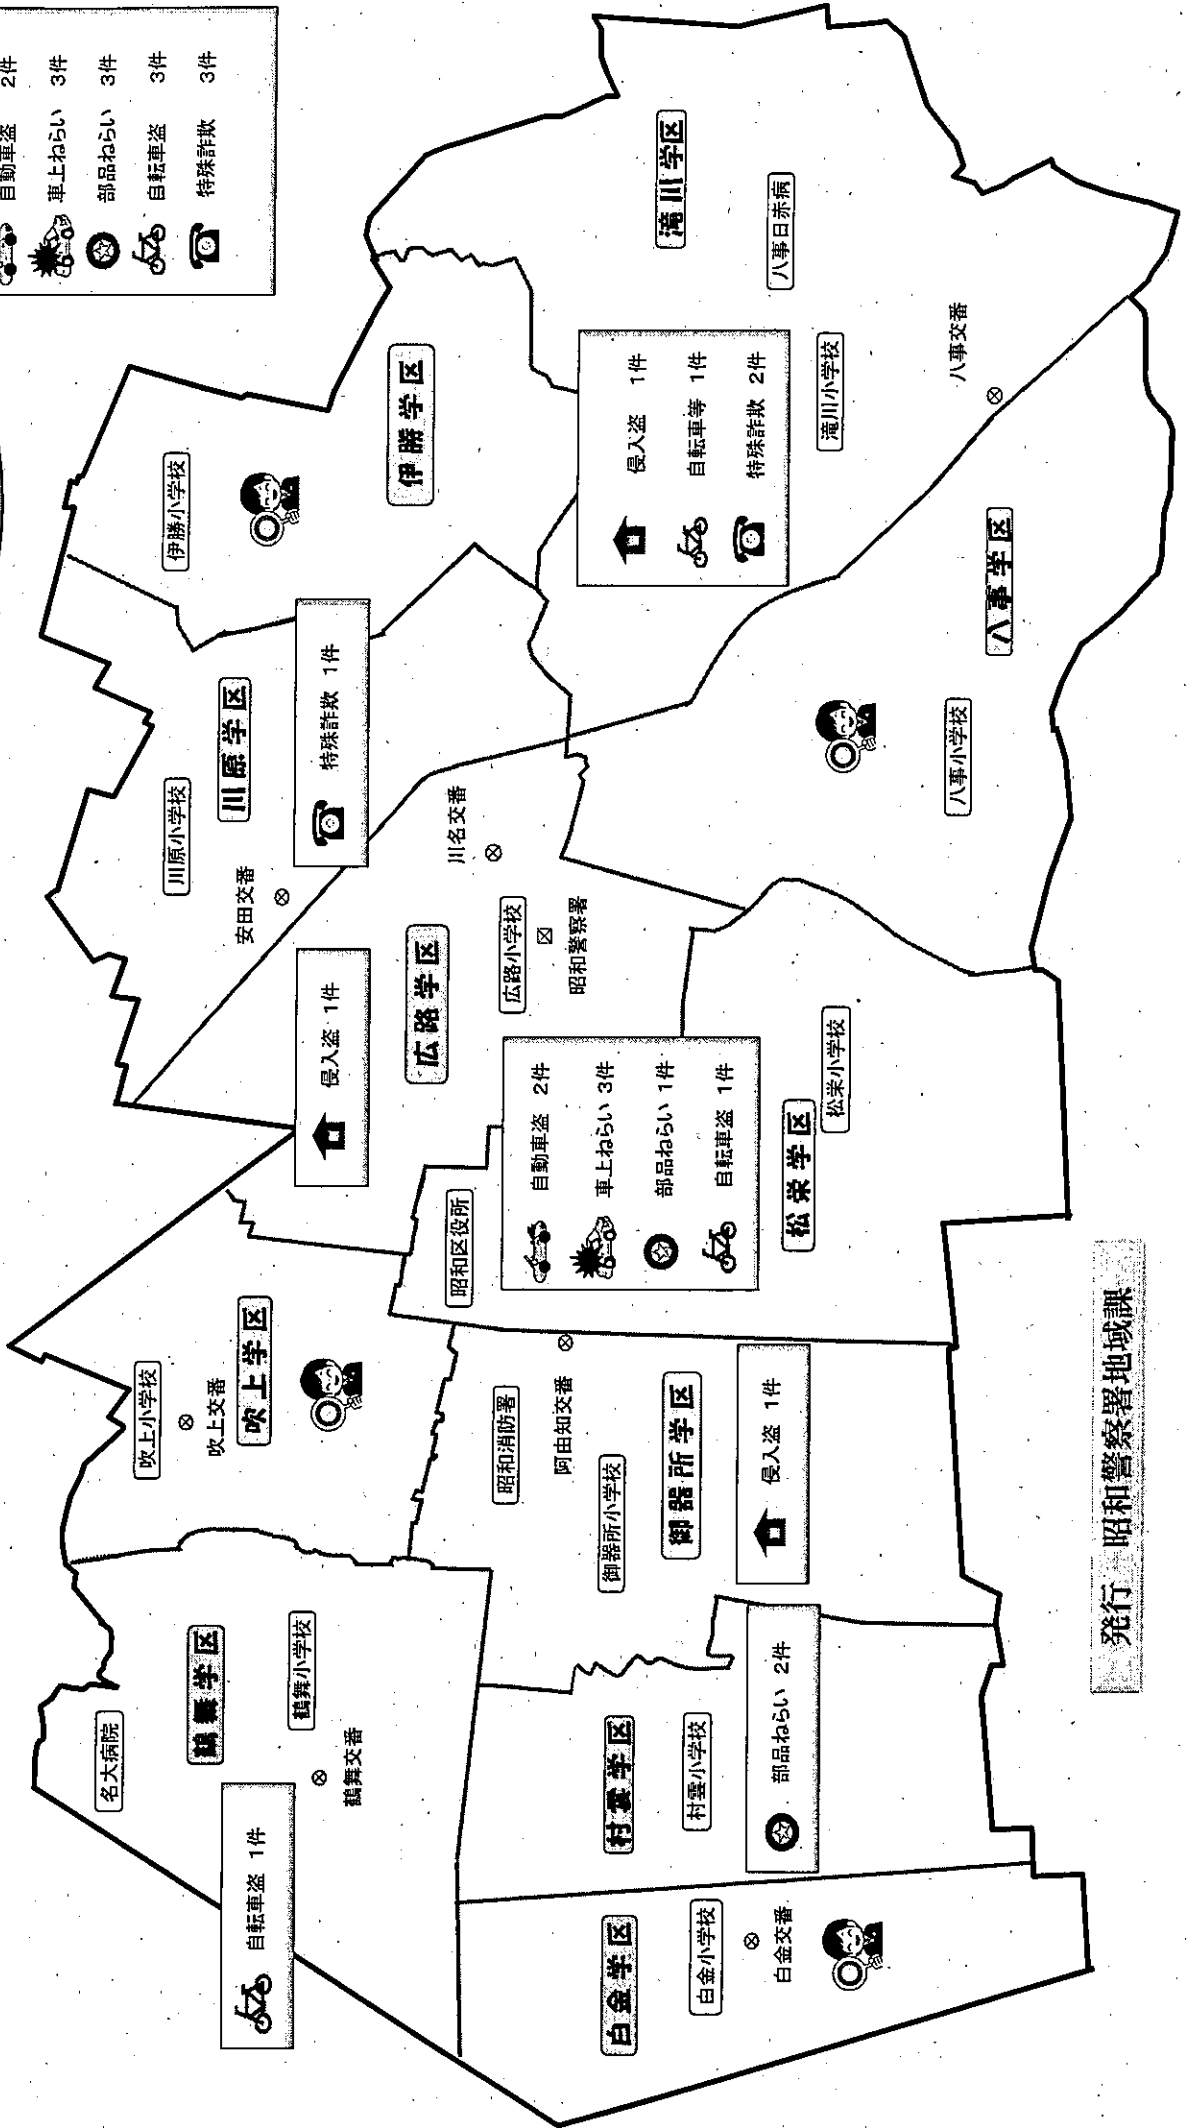 自動車盗 2件
車上ねらい 3件
部品ねらい 3件
自転車盗 3件
特殊詐欺 3件
名大病院
鶴舞学区
鶴舞小学校
鶴舞交番
自転車盗 1件
吹上小学校
吹上交番
吹上学区
川原小学校
川原学区
安田交番
特殊詐欺 1件
伊勝小学校
伊勝学区
侵入盗 1件
広路学区
川名交番
広路小学校
昭和警察署
滝川学区
八事日赤病
侵入盗 1件
自転車等 1件
特殊詐欺 2件
滝川小学校
八事交番
昭和区役所
自動車盗 2件
車上ねらい 3件
部品ねらい 1件
自転車盗 1件
松栄学区
松栄小学校
八事学区
八事小学校
昭和消防署
阿由知交番
御器所小学校
御器所学区
侵入盗 1件
村雲学区
村雲小学校
部品ねらい 2件
白金学区
白金小学校
白金交番
発行 昭和警察署地域課